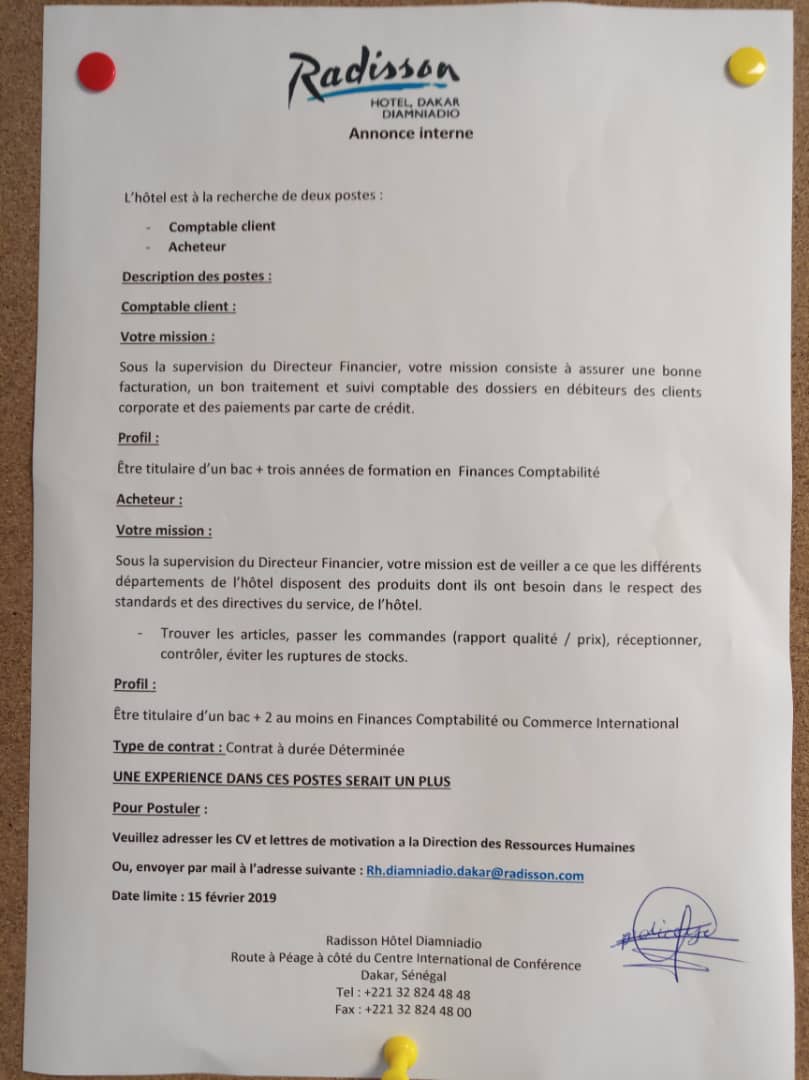 Radisson
HOTEL, DAKAR
DIAMNIADIO
Annonce interne
L'hôtel est à la recherche de deux postes :
- Comptable client
- Acheteur
Description des postes :
Comptable client :
Votre mission :
Sous la supervision du Directeur Financier, votre mission consiste à assurer une bonne
facturation, un bon traitement et suivi comptable des dossiers en débiteurs des clients
corporate et des paiements par carte de crédit.
Profil :
Être titulaire d'un bac + trois années de formation en Finances Comptabilité
Acheteur :
Votre mission :
Sous la supervision du Directeur Financier, votre mission est de veiller a ce que les différents
départements de l'hôtel disposent des produits dont ils ont besoin dans le respect des
standards et des directives du service, de l'hôtel.
- Trouver les articles, passer les commandes (rapport qualité / prix), réceptionner,
contrôler, éviter les ruptures de stocks.
Profil :
Être titulaire d'un bac + 2 au moins en Finances Comptabilité ou Commerce International
Type de contrat : Contrat à durée Déterminée
UNE EXPERIENCE DANS CES POSTES SERAIT UN PLUS
Pour Postuler :
Veuillez adresser les CV et lettres de motivation a la Direction des Ressources Humaines
Ou, envoyer par mail à l'adresse suivante : Rh.diamniadio.dakar@radisson.com
Date limite : 15 février 2019
Radisson Hôtel Diamniadio
Route à Péage à côté du Centre International de Conférence
Dakar, Sénégal
Tel : +221 32 824 48 48
Fax : +221 32 824 48 00